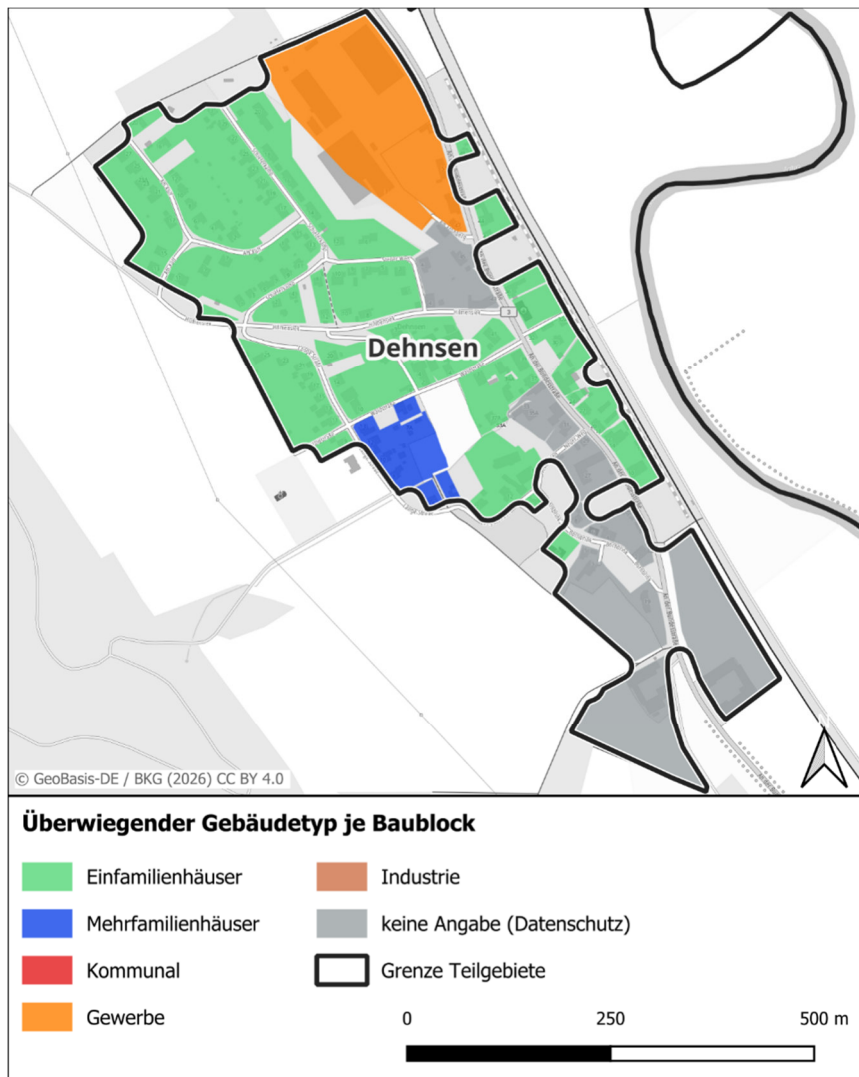 Dehnsen
3
© GeoBasis-DE / BKG (2026) CC BY 4.0
N
Überwiegender Gebäudetyp je Baublock
Einfamilienhäuser
Mehrfamilienhäuser
Kommunal
Gewerbe
Industrie
keine Angabe (Datenschutz)
Grenze Teilgebiete
0
250
500 m